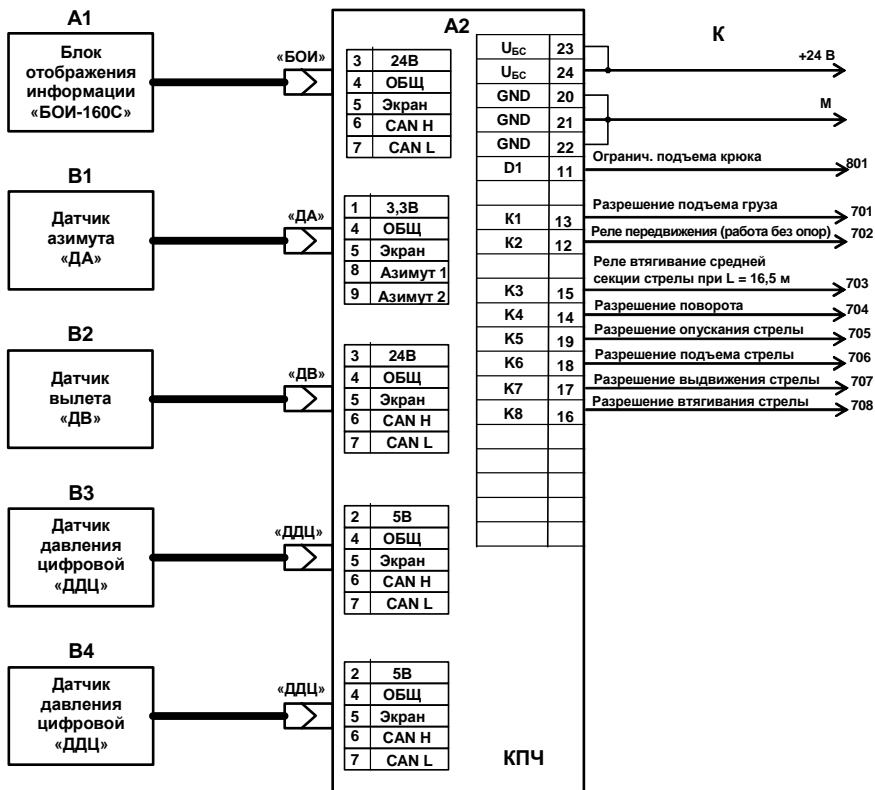 А1
Блок
отображения
информации
«БОИ-160С»
«БОИ»
В1
Датчик
азимута
«ДА»
«ДА»
В2
Датчик
вылета
«ДВ»
«ДВ»
В3
Датчик
давления
цифровой
«ДДЦ»
«ДДЦ»
В4
Датчик
давления
цифровой
«ДДЦ»
«ДДЦ»
А2
3 24В
4 ОБЩ
5 Экран
6 CAN H
7 CAN L
1 3,3В
4 ОБЩ
5 Экран
8 Азимут 1
9 Азимут 2
3 24В
4 ОБЩ
5 Экран
6 CAN H
7 CAN L
2 5В
4 ОБЩ
5 Экран
6 CAN H
7 CAN L
2 5В
4 ОБЩ
5 Экран
6 CAN H
7 CAN L
КПЧ
К
UБС 23
UБС 24
+24 В
GND 20
GND 21
GND 22
М
D1 11 Огранич. подъема крюка 801
К1 13 Разрешение подъема груза 701
К2 12 Реле передвижения (работа без опор) 702
Реле втягивание средней
секции стрелы при L = 16,5 м
K3 15 703
K4 14 Разрешение поворота 704
K5 19 Разрешение опускания стрелы 705
K6 18 Разрешение подъема стрелы 706
K7 17 Разрешение выдвижения стрелы 707
K8 16 Разрешение втягивания стрелы 708